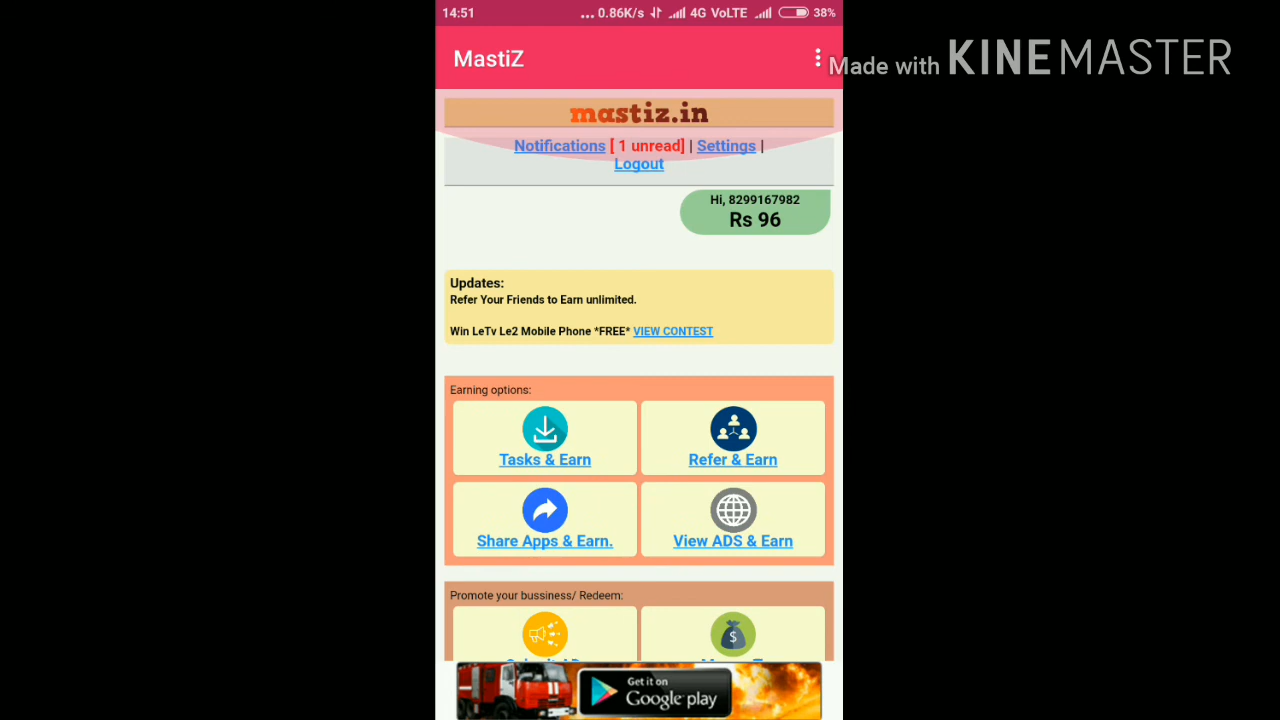 14:51 ... 0.86K/s 4G VoLTE 38%
MastiZ
Made with KINEMASTER
mastiz.in
Notifications [ 1 unread] | Settings |
Logout
Hi, 8299167982
Rs 96
Updates:
Refer Your Friends to Earn unlimited.
Win LeTv Le2 Mobile Phone *FREE* VIEW CONTEST
Earning options:
Tasks & Earn
Refer & Earn
Share Apps & Earn.
View ADS & Earn
Promote your bussiness/ Redeem:
Get it on
Google play